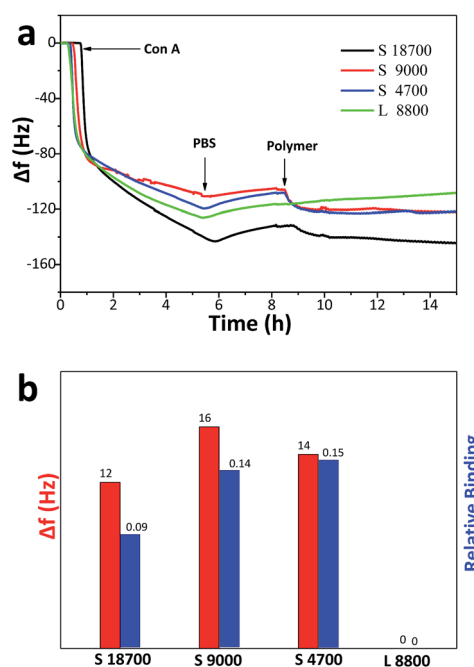 a
Con A
PBS
Polymer
S 18700
S 9000
S 4700
L 8800
Δf (Hz)
0
-40
-80
-120
-160
0 2 4 6 8 10 12 14
Time (h)
b
Δf (Hz)
Relative Binding
12
0.09
16
0.14
14
0.15
0 0
S 18700 S 9000 S 4700 L 8800